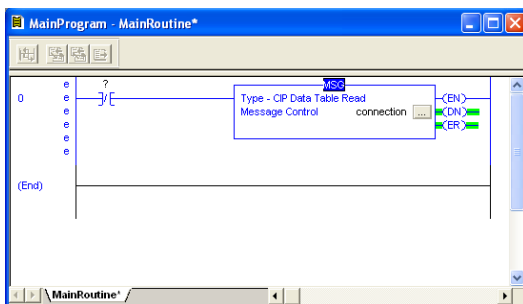 MainProgram - MainRoutine*
e ? MSG
0 e Type - CIP Data Table Read EN
e Message Control connection ... DN
e ER
e
e
(End)
MainRoutine*